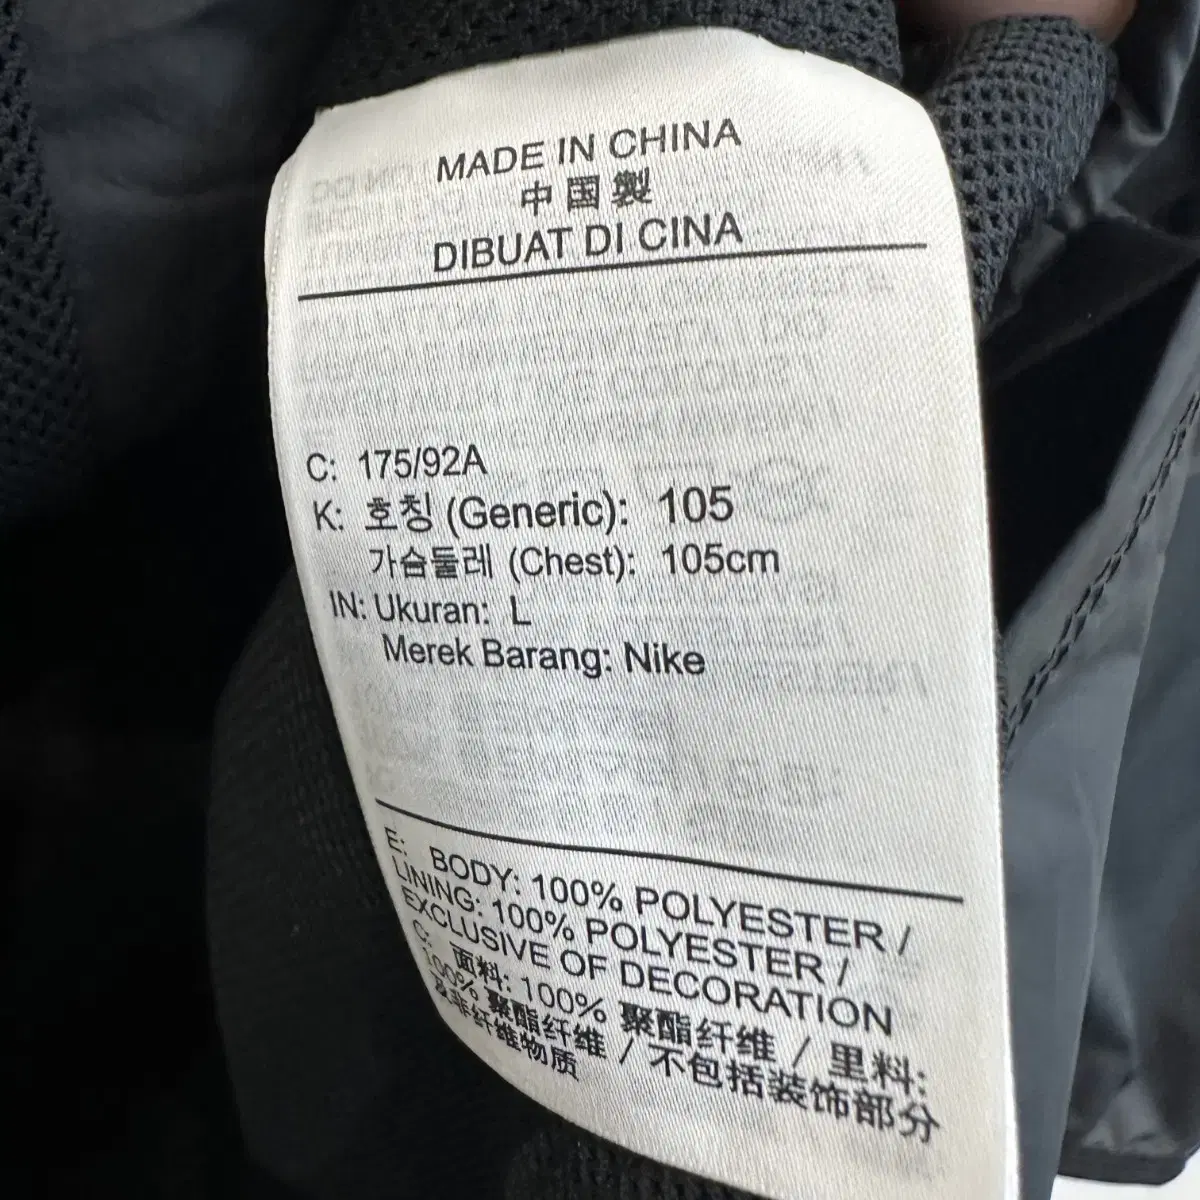 MADE IN CHINA
中国製
DIBUAT DI CINA
C: 175/92A
K: 호칭 (Generic): 105
가슴둘레 (Chest): 105cm
IN: Ukuran: L
Merek Barang: Nike
E: BODY: 100% POLYESTER /
LINING: 100% POLYESTER /
EXCLUSIVE OF DECORATION
C: 面料: 100% 聚酯纤维 / 里料:
100% 聚酯纤维 / 不包括装饰部分
及非纤维物质